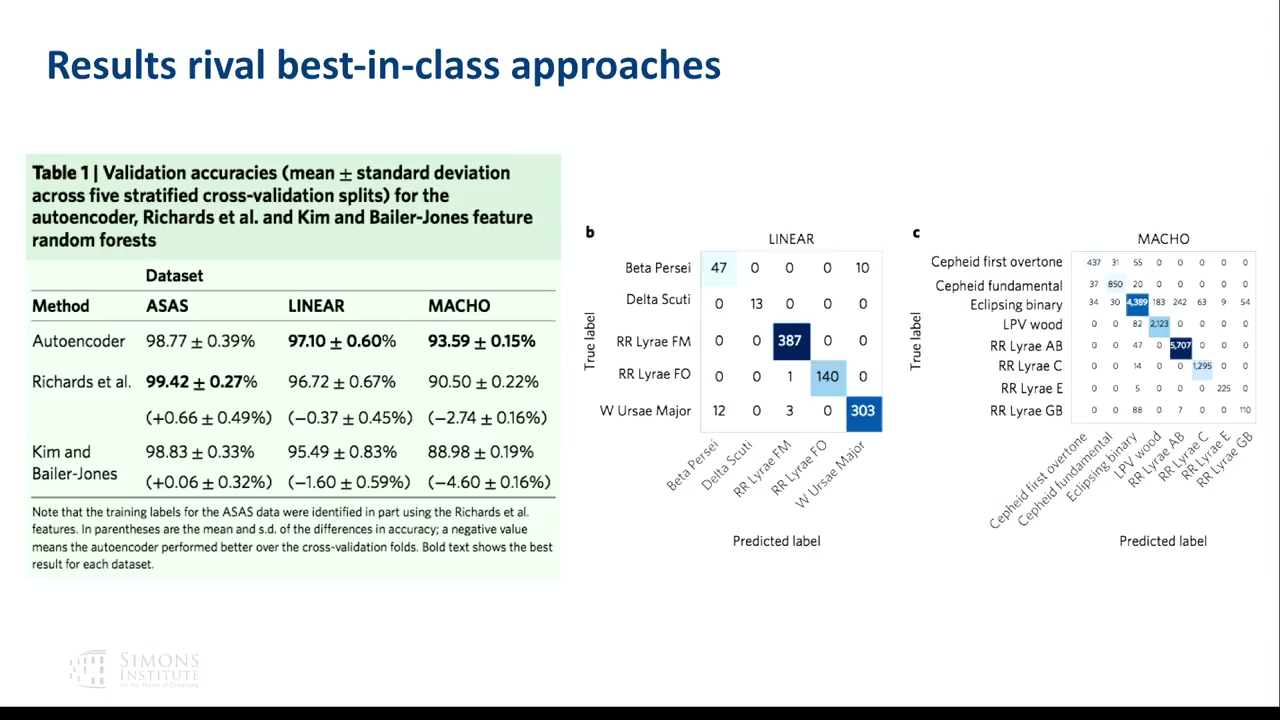 Results rival best-in-class approaches
Table 1 | Validation accuracies (mean ± standard deviation
across five stratified cross-validation splits) for the
autoencoder, Richards et al. and Kim and Bailer-Jones feature
random forests
Dataset
Method ASAS LINEAR MACHO
Autoencoder 98.77 ± 0.39% 97.10 ± 0.60% 93.59 ± 0.15%
Richards et al. 99.42 ± 0.27% 96.72 ± 0.67% 90.50 ± 0.22%
(+0.66 ± 0.49%) (−0.37 ± 0.45%) (−2.74 ± 0.16%)
Kim and
Bailer-Jones
98.83 ± 0.33% 95.49 ± 0.83% 88.98 ± 0.19%
(+0.06 ± 0.32%) (−1.60 ± 0.59%) (−4.60 ± 0.16%)
Note that the training labels for the ASAS data were identified in part using the Richards et al.
features. In parentheses are the mean and s.d. of the differences in accuracy; a negative value
means the autoencoder performed better over the cross-validation folds. Bold text shows the best
result for each dataset.
b
LINEAR
True label
Beta Persei 47 0 0 0 10
Delta Scuti 0 13 0 0 0
RR Lyrae FM 0 0 387 0 0
RR Lyrae FO 0 0 1 140 0
W Ursae Major 12 0 3 0 303
Beta Persei
Delta Scuti
RR Lyrae FM
RR Lyrae FO
W Ursae Major
Predicted label
c
MACHO
True label
Cepheid first overtone 437 31 55 0 0 0 0 0
Cepheid fundamental 37 850 20 0 0 0 0 0
Eclipsing binary 34 30 4,389 183 242 63 9 54
LPV wood 0 0 82 2,123 0 0 0 0
RR Lyrae AB 0 0 47 0 5,707 0 0 0
RR Lyrae C 0 0 14 0 0 1,295 0 0
RR Lyrae E 0 0 5 0 0 0 225 0
RR Lyrae GB 0 0 88 0 7 0 0 110
Cepheid first overtone
Cepheid fundamental
Eclipsing binary
LPV wood
RR Lyrae AB
RR Lyrae C
RR Lyrae E
RR Lyrae GB
Predicted label
SIMONS
INSTITUTE